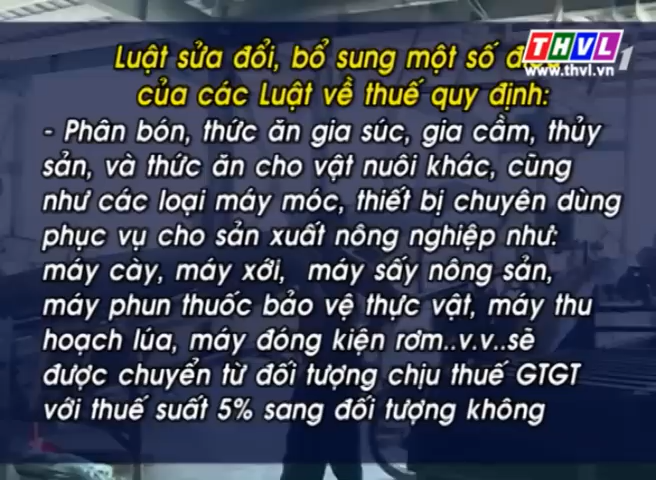 THVL
1
www.thvl.vn
Luật sửa đổi, bổ sung một số
của các Luật về thuế quy định:
- Phân bón, thức ăn gia súc, gia cầm, thủy
sản, và thức ăn cho vật nuôi khác, cũng
như các loại máy móc, thiết bị chuyên dùng
phục vụ cho sản xuất nông nghiệp như:
máy cày, máy xới, máy sấy nông sản,
máy phun thuốc bảo vệ thực vật, máy thu
hoạch lúa, máy đóng kiện rơm..v.v..sẽ
được chuyển từ đối tượng chịu thuế GTGT
với thuế suất 5% sang đối tượng không